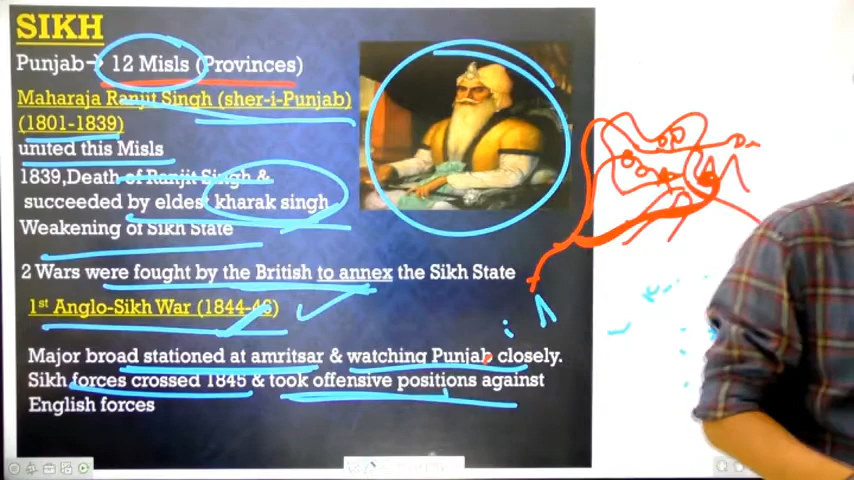 SIKH
Punjab→ 12 Misls (Provinces)
Maharaja Ranjit Singh (sher-i-Punjab)
(1801-1839)
united this Misls
1839,Death of Ranjit Singh &
succeeded by eldest kharak singh
Weakening of Sikh State
2 Wars were fought by the British to annex the Sikh State
1st Anglo-Sikh War (1844-46)
Major broad stationed at amritsar & watching Punjab closely.
Sikh forces crossed 1845 & took offensive positions against
English forces